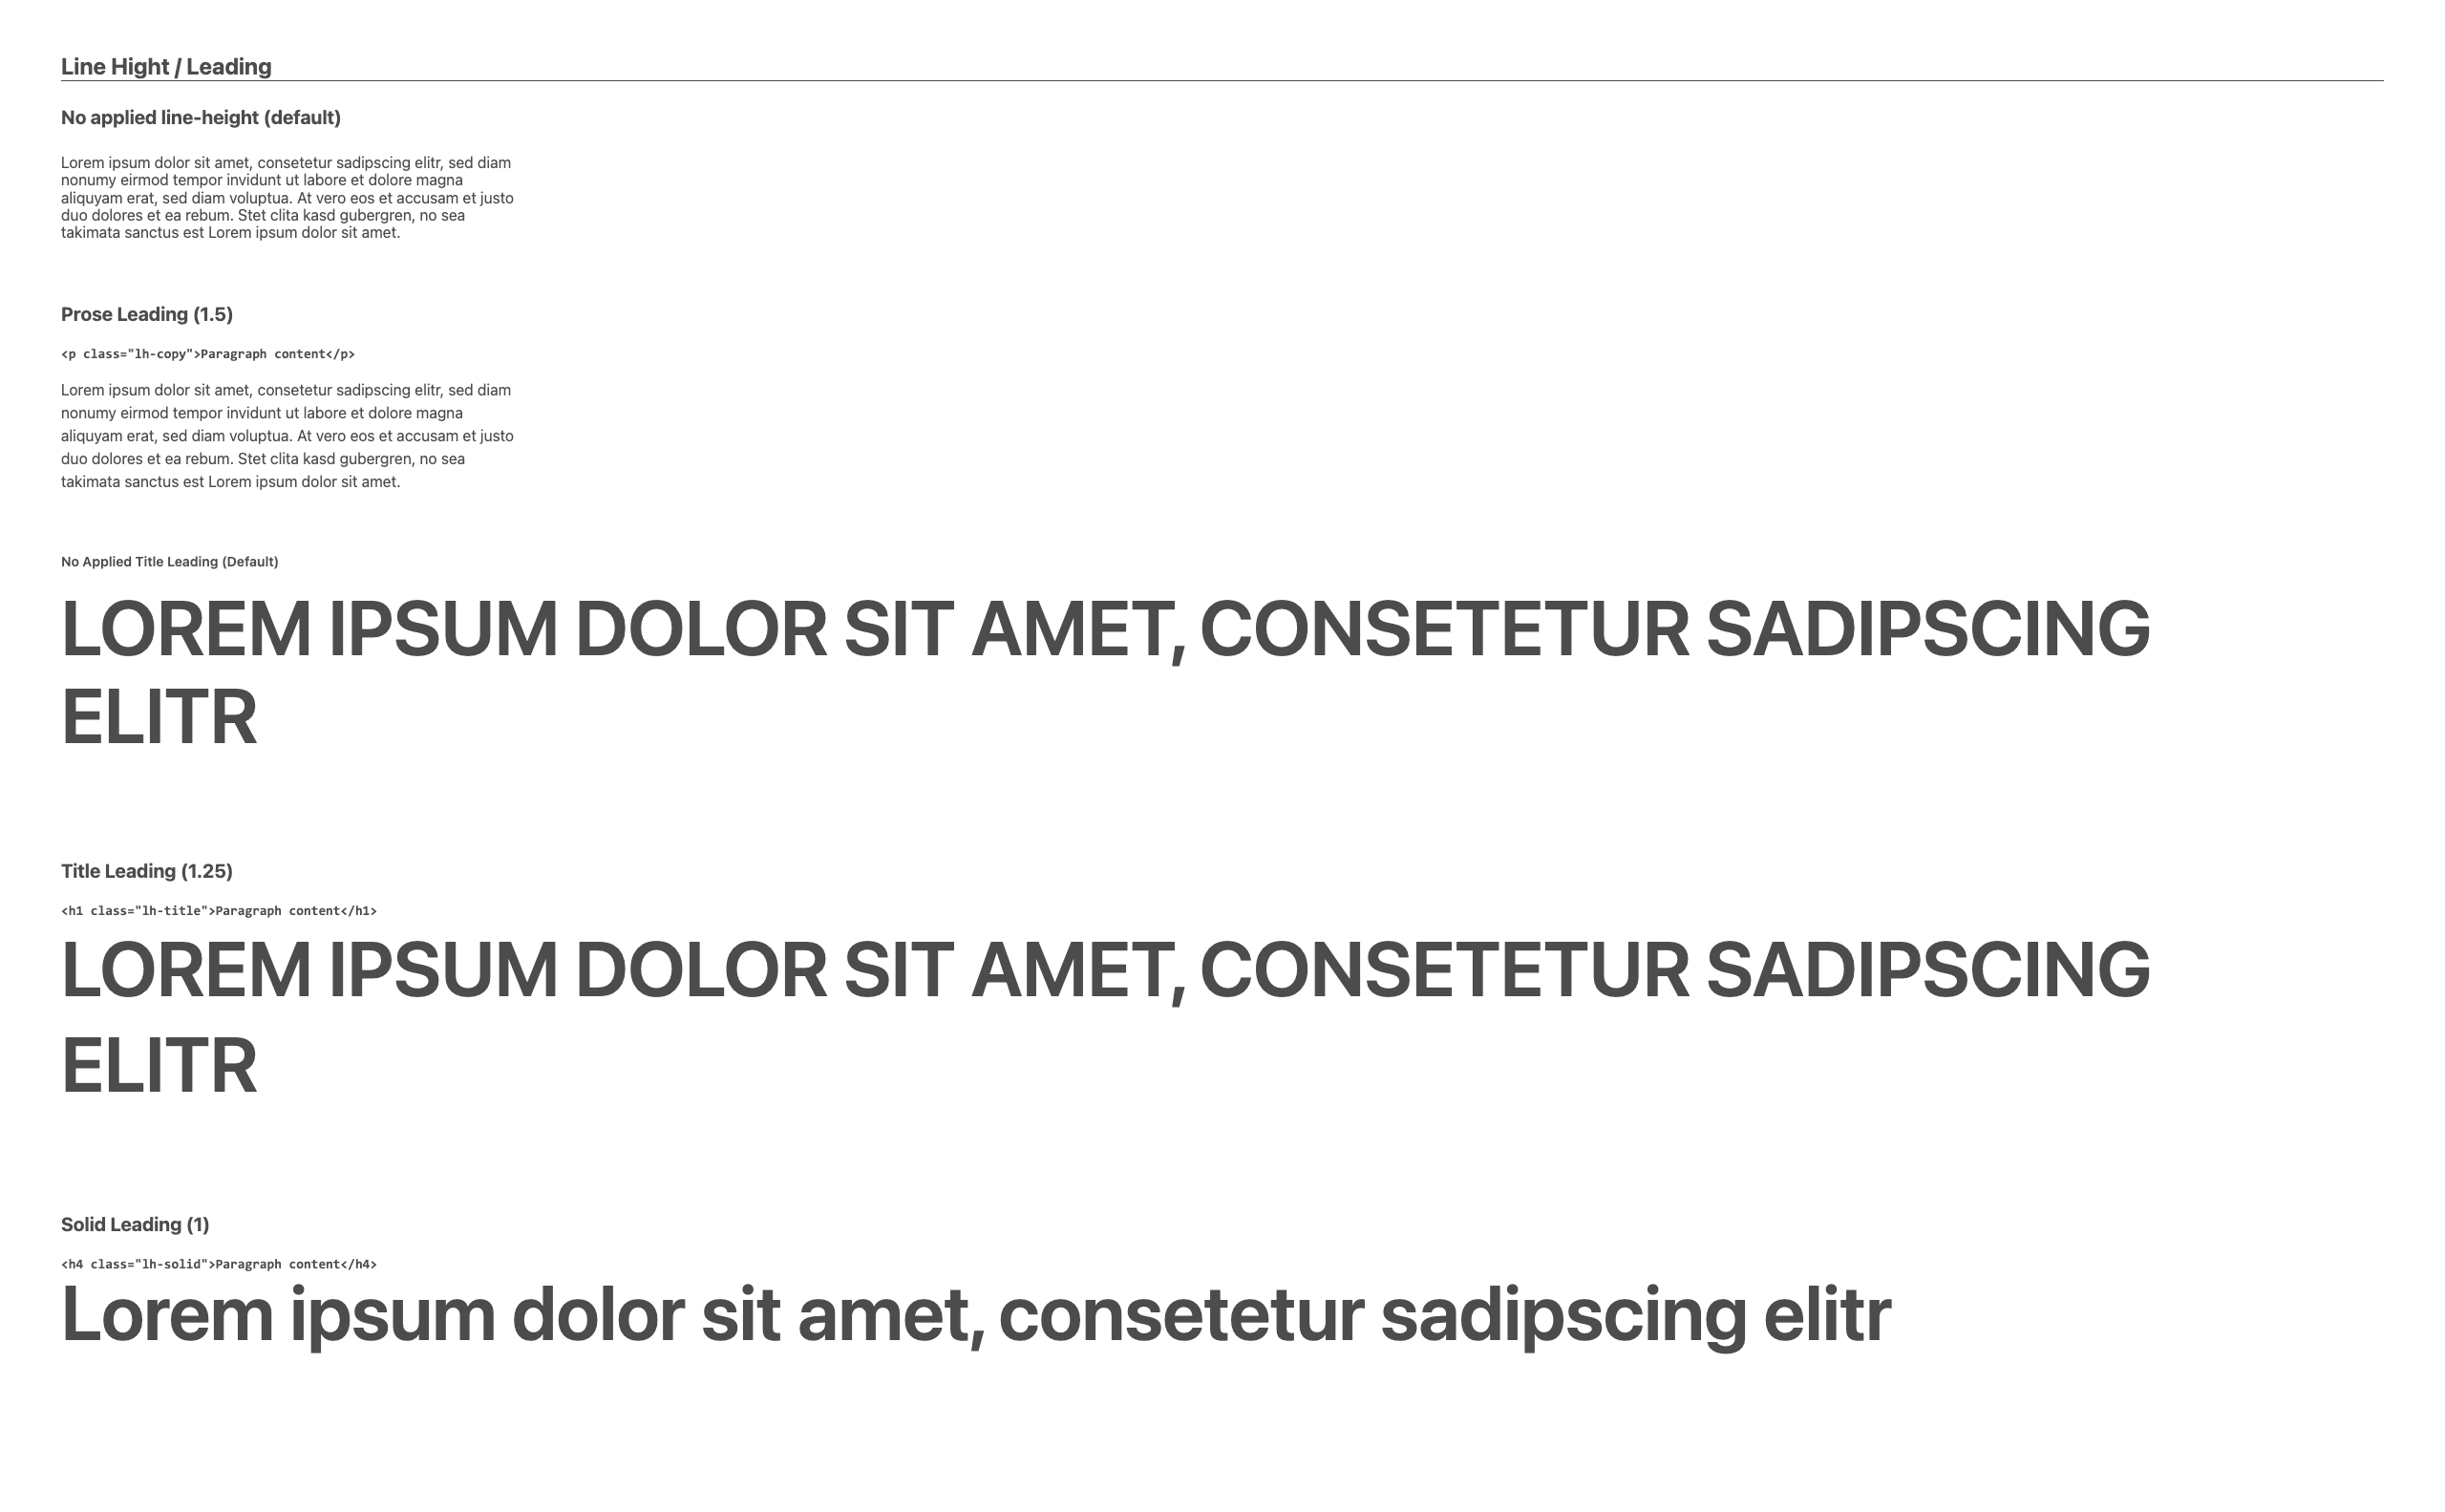 Line Hight / Leading
No applied line-height (default)
Lorem ipsum dolor sit amet, consetetur sadipscing elitr, sed diam
nonumy eirmod tempor invidunt ut labore et dolore magna
aliquyam erat, sed diam voluptua. At vero eos et accusam et justo
duo dolores et ea rebum. Stet clita kasd gubergren, no sea
takimata sanctus est Lorem ipsum dolor sit amet.
Prose Leading (1.5)
<p class="lh-copy">Paragraph content</p>
Lorem ipsum dolor sit amet, consetetur sadipscing elitr, sed diam
nonumy eirmod tempor invidunt ut labore et dolore magna
aliquyam erat, sed diam voluptua. At vero eos et accusam et justo
duo dolores et ea rebum. Stet clita kasd gubergren, no sea
takimata sanctus est Lorem ipsum dolor sit amet.
No Applied Title Leading (Default)
LOREM IPSUM DOLOR SIT AMET, CONSETETUR SADIPSCING
ELITR
Title Leading (1.25)
<h1 class="lh-title">Paragraph content</h1>
LOREM IPSUM DOLOR SIT AMET, CONSETETUR SADIPSCING
ELITR
Solid Leading (1)
<h4 class="lh-solid">Paragraph content</h4>
Lorem ipsum dolor sit amet, consetetur sadipscing elitr